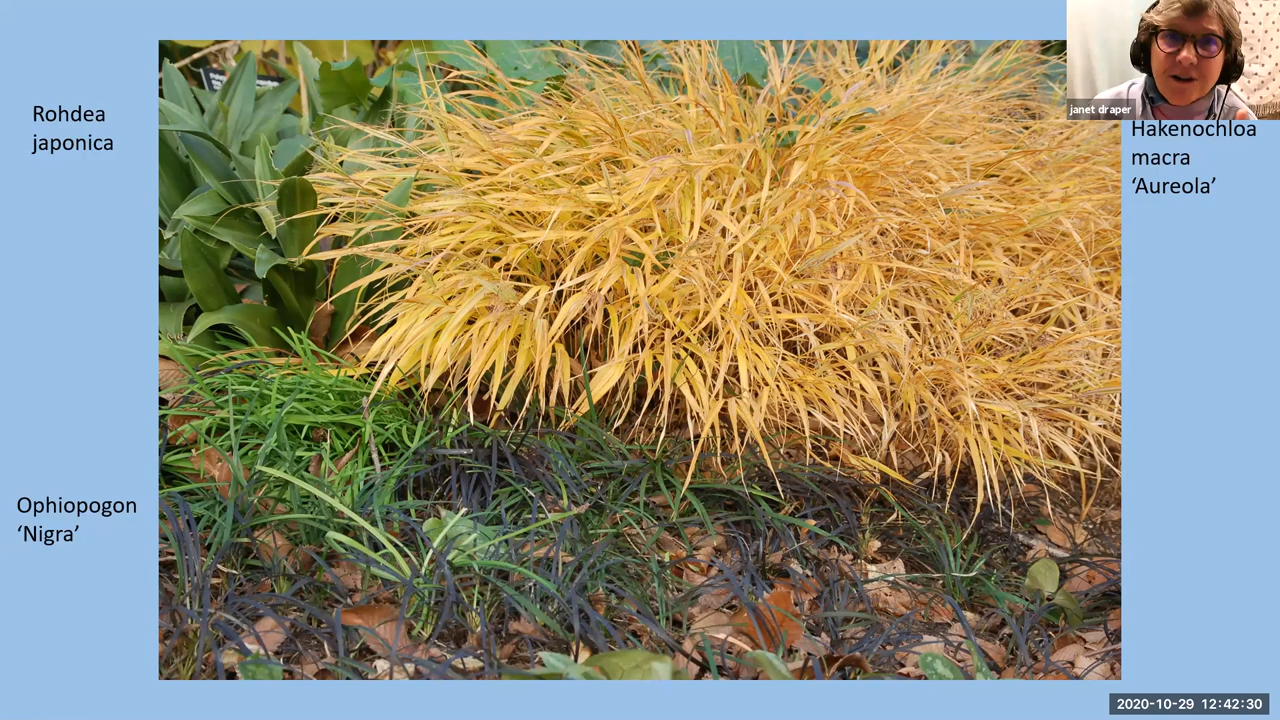 Rohdea
japonica
janet draper
Hakenochloa
macra
‘Aureola’
Ophiopogon
‘Nigra’
2020-10-29 12:42:30